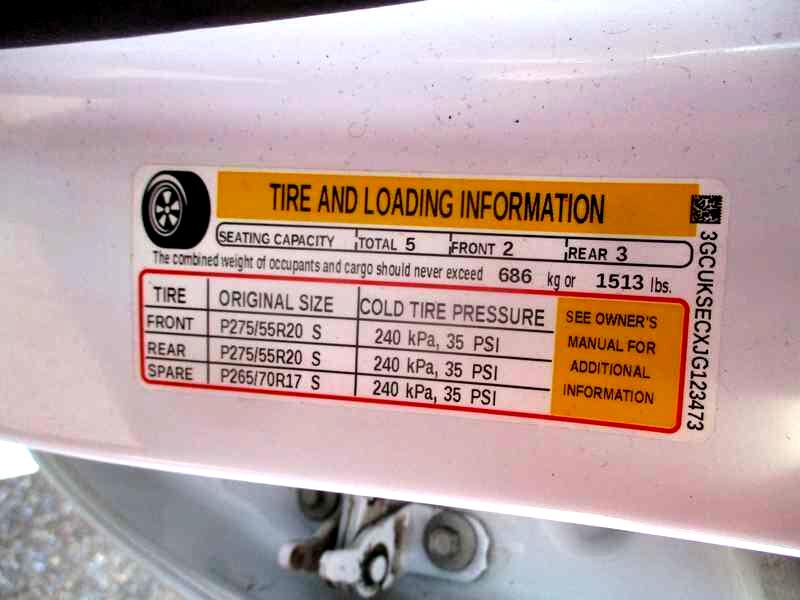 TIRE AND LOADING INFORMATION
SEATING CAPACITY TOTAL 5 FRONT 2 REAR 3
The combined weight of occupants and cargo should never exceed 686 kg or 1513 lbs.
TIRE ORIGINAL SIZE COLD TIRE PRESSURE
FRONT P275/55R20 S 240 kPa, 35 PSI
REAR P275/55R20 S 240 kPa, 35 PSI
SPARE P265/70R17 S 240 kPa, 35 PSI
SEE OWNER'S
MANUAL FOR
ADDITIONAL
INFORMATION
3GCUKSECXJG123473